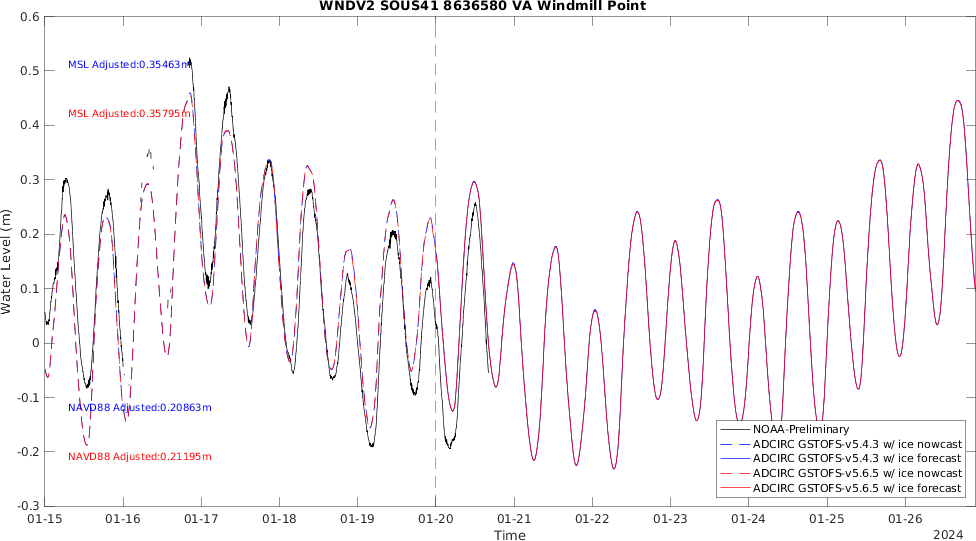 WNDV2 SOUS41 8636580 VA Windmill Point
0.6
0.5
0.4
0.3
0.2
0.1
0
-0.1
-0.2
-0.3
Water Level (m)
MSL Adjusted:0.35463m
MSL Adjusted:0.35795m
NAVD88 Adjusted:0.20863m
NAVD88 Adjusted:0.21195m
NOAA-Preliminary
ADCIRC GSTOFS-v5.4.3 w/ ice nowcast
ADCIRC GSTOFS-v5.4.3 w/ ice forecast
ADCIRC GSTOFS-v5.6.5 w/ ice nowcast
ADCIRC GSTOFS-v5.6.5 w/ ice forecast
01-15 01-16 01-17 01-18 01-19 01-20 01-21 01-22 01-23 01-24 01-25 01-26
Time
2024